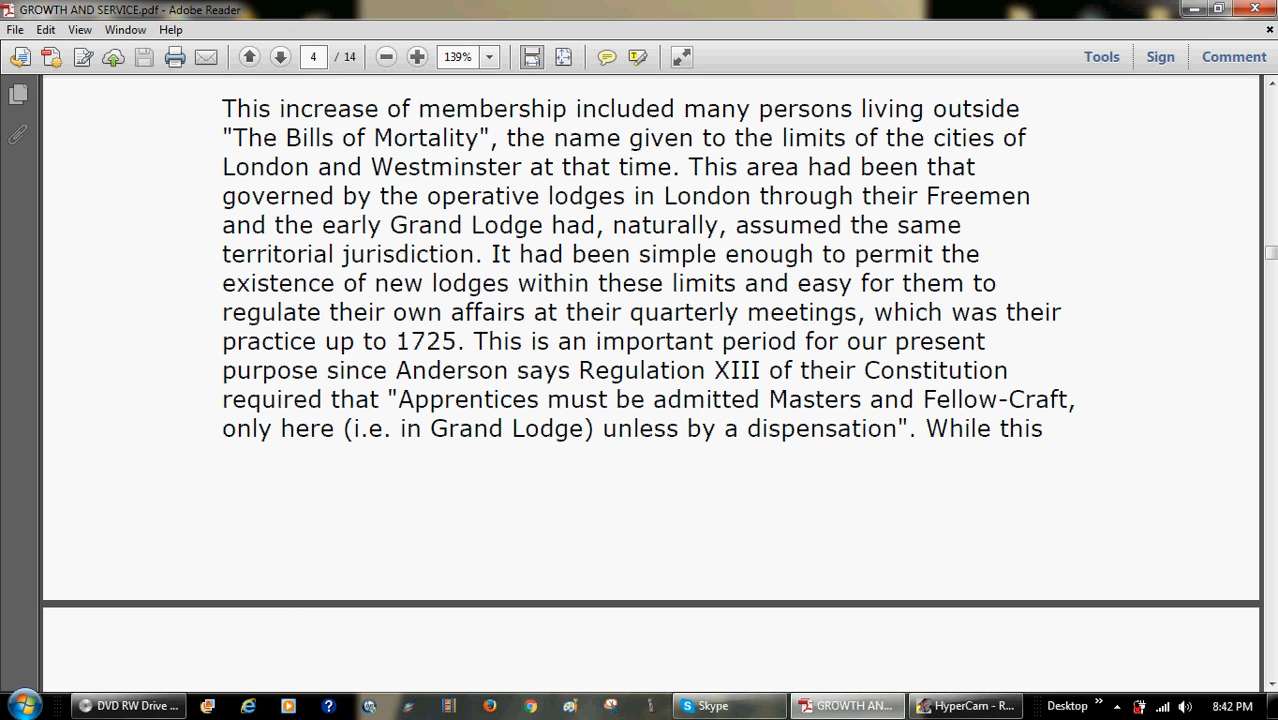 GROWTH AND SERVICE.pdf - Adobe Reader
File Edit View Window Help
4 / 14 139% Tools Sign Comment
This increase of membership included many persons living outside
"The Bills of Mortality", the name given to the limits of the cities of
London and Westminster at that time. This area had been that
governed by the operative lodges in London through their Freemen
and the early Grand Lodge had, naturally, assumed the same
territorial jurisdiction. It had been simple enough to permit the
existence of new lodges within these limits and easy for them to
regulate their own affairs at their quarterly meetings, which was their
practice up to 1725. This is an important period for our present
purpose since Anderson says Regulation XIII of their Constitution
required that "Apprentices must be admitted Masters and Fellow-Craft,
only here (i.e. in Grand Lodge) unless by a dispensation". While this
DVD RW Drive ... Skype GROWTH AN... HyperCam - R... Desktop 8:42 PM